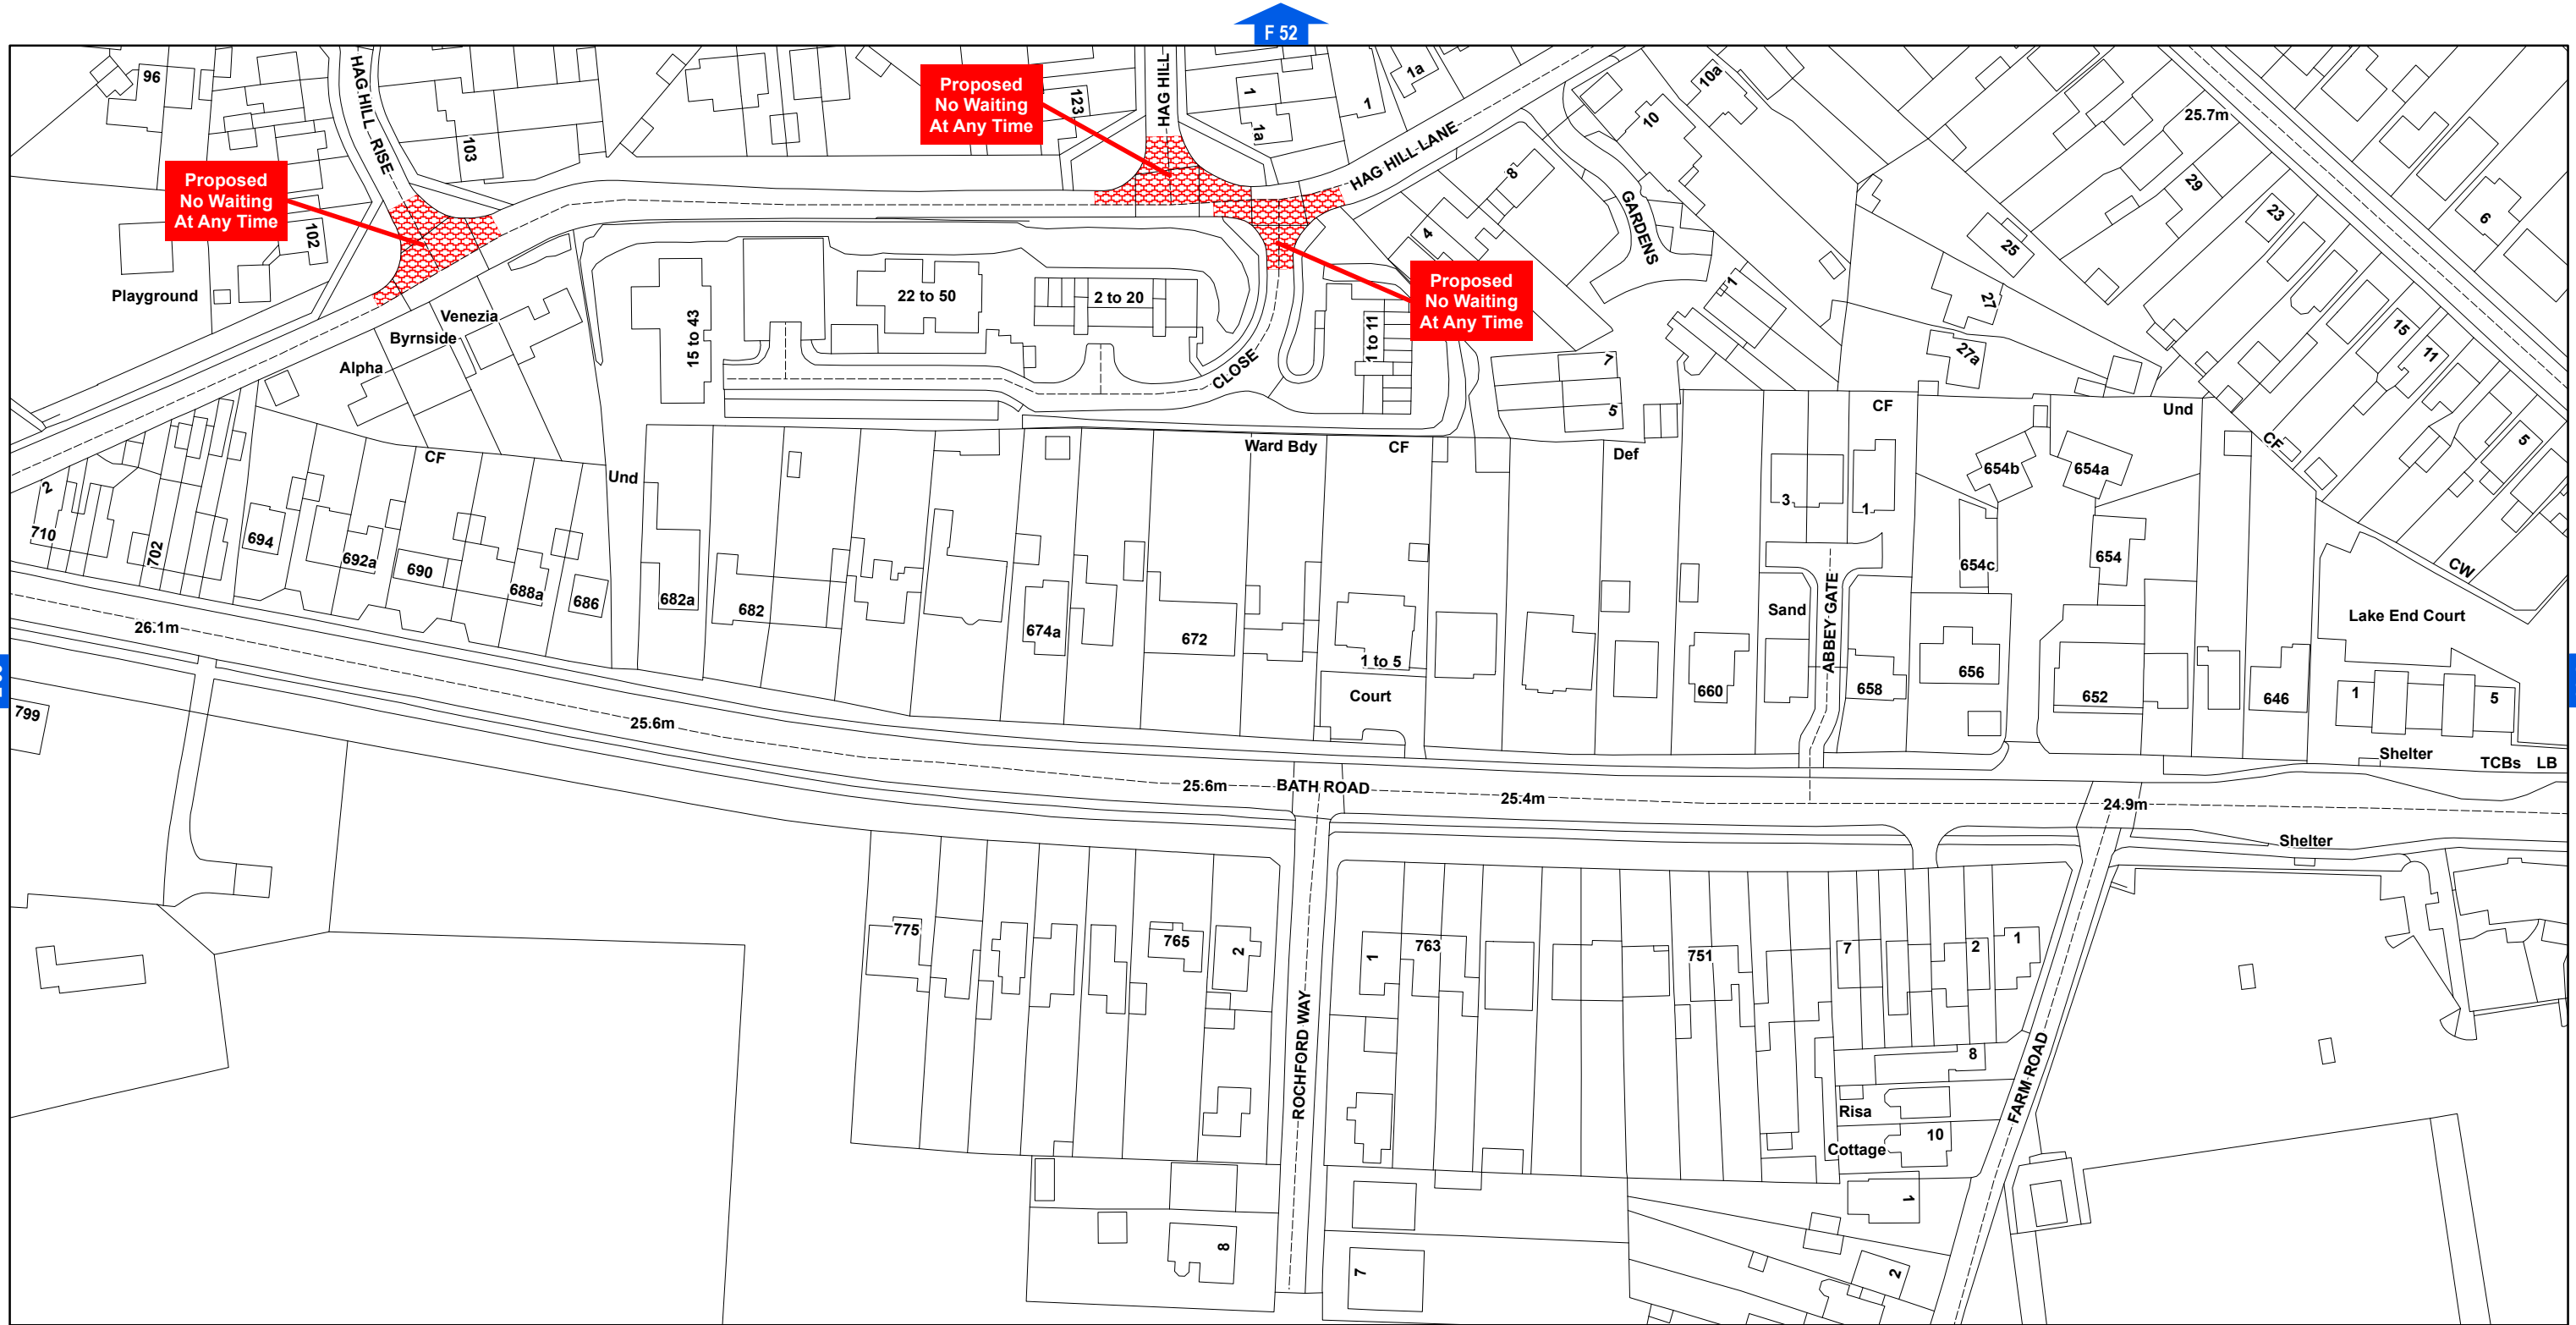 F 52
96
HAG HILL RISE
103
Proposed
No Waiting
At Any Time
123
HAG HILL
1
1a
1
1a
HAG HILL LANE
10a
10
25.7m
Proposed
No Waiting
At Any Time
102
Playground
8
4
GARDENS
29
23
25
6
27
Proposed
No Waiting
At Any Time
Venezia
Byrnside
Alpha
15 to 43
22 to 50
2 to 20
CLOSE
1 to 11
1
7
5
27a
15
11
5
CF
Und
CF
Und
Ward Bdy
CF
Def
CF
2
710
702
694
692a
690
688a
686
682a
682
674a
672
1 to 5
Court
3
1
654b
654a
654c
654
CW
Sand
ABBEY GATE
660
658
656
652
646
Lake End Court
1
5
26.1m
799
25.6m
25.6m
BATH ROAD
25.4m
24.9m
Shelter
TCBs
LB
Shelter
775
765
2
1
763
751
7
2
1
8
ROCHFORD WAY
FARM ROAD
Risa
Cottage
10
1
8
7
2